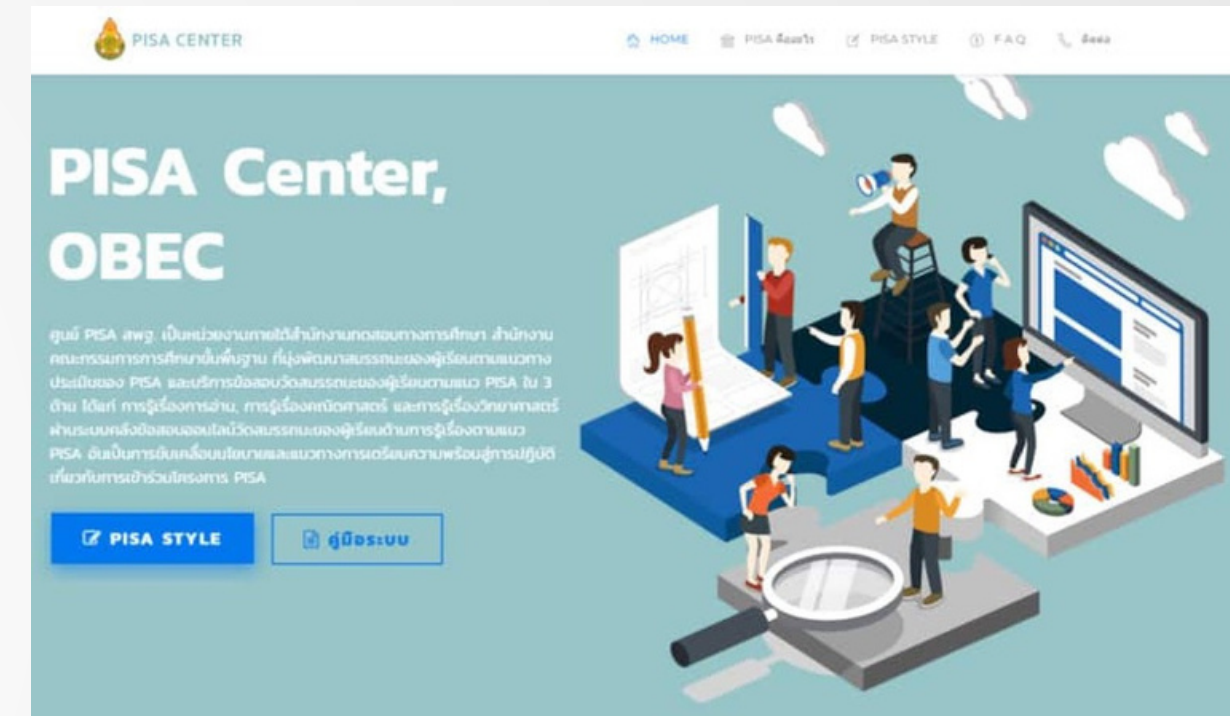 PISA CENTER
HOME
PISA คืออะไร
PISA STYLE
F A Q
ติดต่อ
PISA Center,
OBEC
ศูนย์ PISA สพฐ. เป็นหน่วยงานภายใต้สำนักงานทดสอบทางการศึกษา สำนักงาน
คณะกรรมการการศึกษาขั้นพื้นฐาน ที่มุ่งพัฒนาสมรรถนะของผู้เรียนตามแนวทาง
ประเมินของ PISA และบริการข้อสอบวัดสมรรถนะของผู้เรียนตามแนว PISA ใน 3
ด้าน ได้แก่ การรู้เรื่องการอ่าน, การรู้เรื่องคณิตศาสตร์ และการรู้เรื่องวิทยาศาสตร์
ผ่านระบบคลังข้อสอบออนไลน์วัดสมรรถนะของผู้เรียนด้านการรู้เรื่องตามแนว
PISA อันเป็นการขับเคลื่อนนโยบายและแนวทางการเตรียมความพร้อมสู่การปฏิบัติ
เกี่ยวกับการเข้าร่วมโครงการ PISA
PISA STYLE
คู่มือระบบ